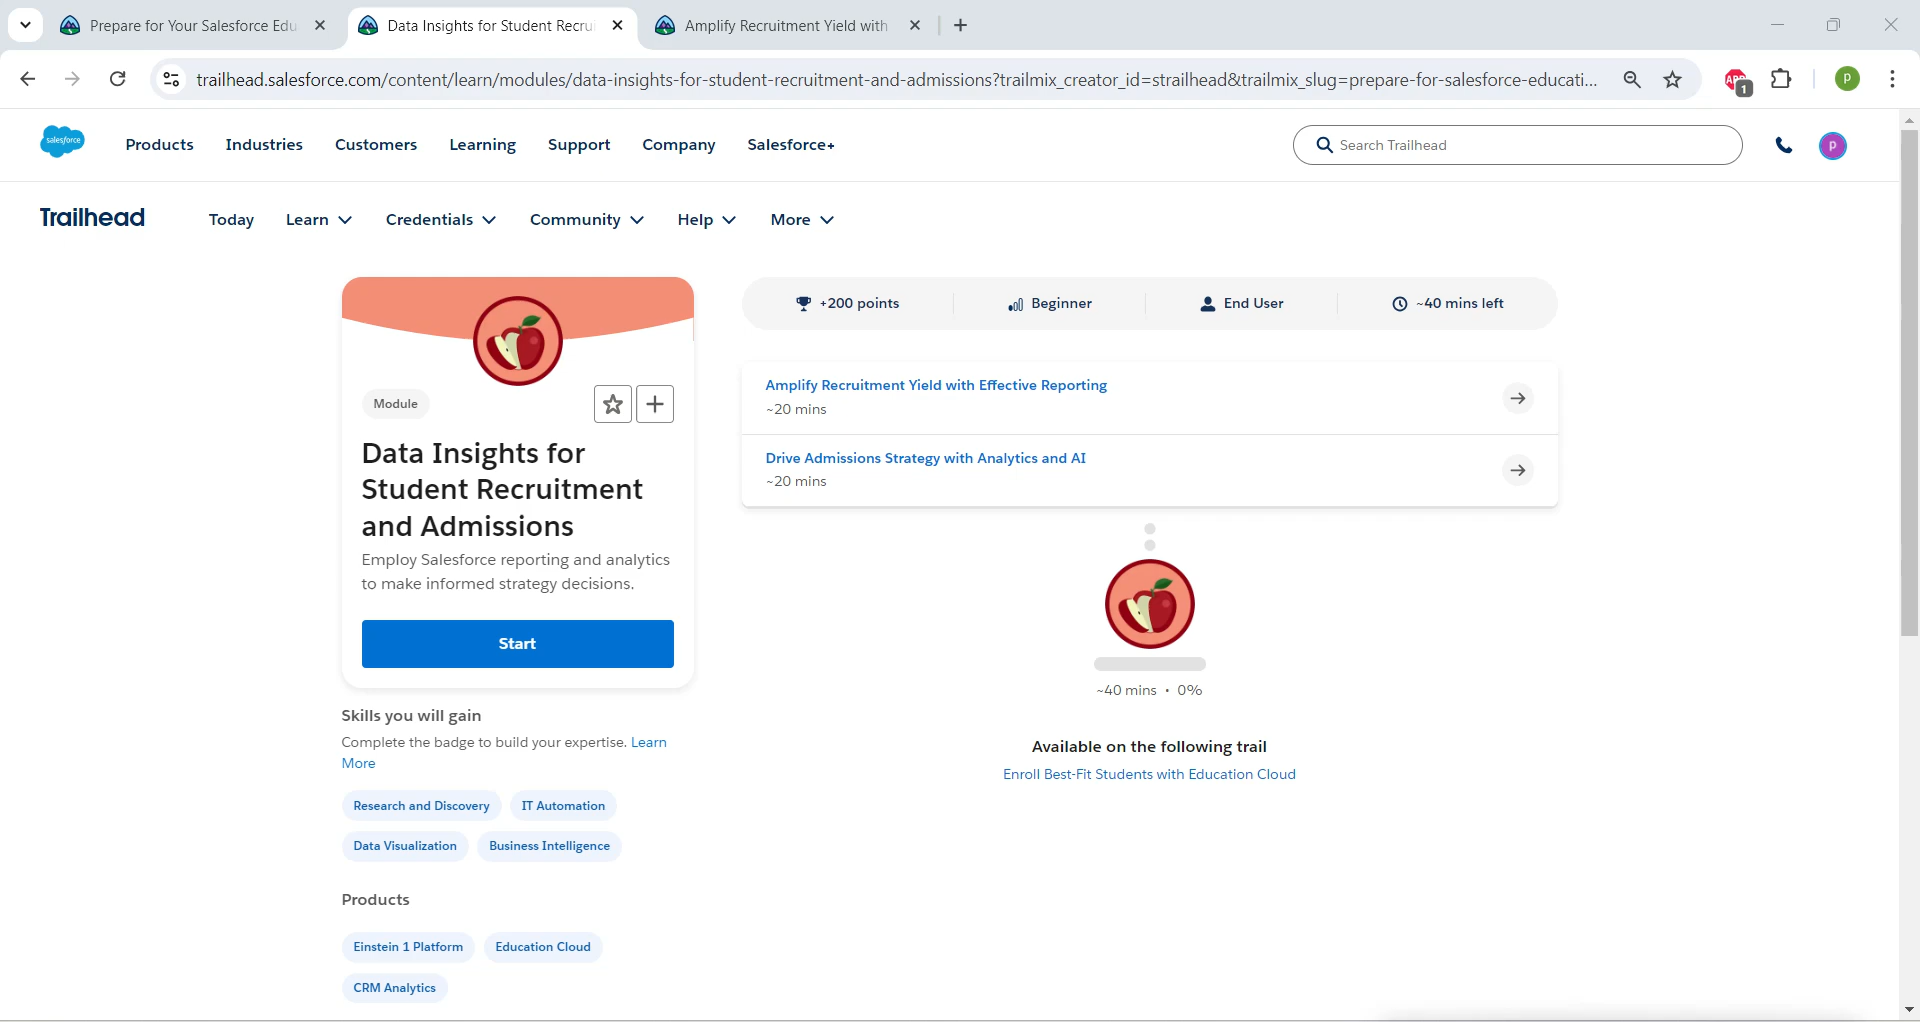 Prepare for Your Salesforce Edu
Data Insights for Student Recru
Amplify Recruitment Yield with
trailhead.salesforce.com/content/learn/modules/data-insights-for-student-recruitment-and-admissions?trailmix_creator_id=strailhead&trailmix_slug=prepare-for-salesforce-educati...
ABP
1
P
salesforce
Products
Industries
Customers
Learning
Support
Company
Salesforce+
Search Trailhead
P
Trailhead
Today
Learn
Credentials
Community
Help
More
+200 points
Beginner
End User
~40 mins left
Module
Data Insights for
Student Recruitment
and Admissions
Employ Salesforce reporting and analytics
to make informed strategy decisions.
Start
Amplify Recruitment Yield with Effective Reporting
~20 mins
Drive Admissions Strategy with Analytics and AI
~20 mins
~40 mins • 0%
Available on the following trail
Enroll Best-Fit Students with Education Cloud
Skills you will gain
Complete the badge to build your expertise. Learn
More
Research and Discovery
IT Automation
Data Visualization
Business Intelligence
Products
Einstein 1 Platform
Education Cloud
CRM Analytics